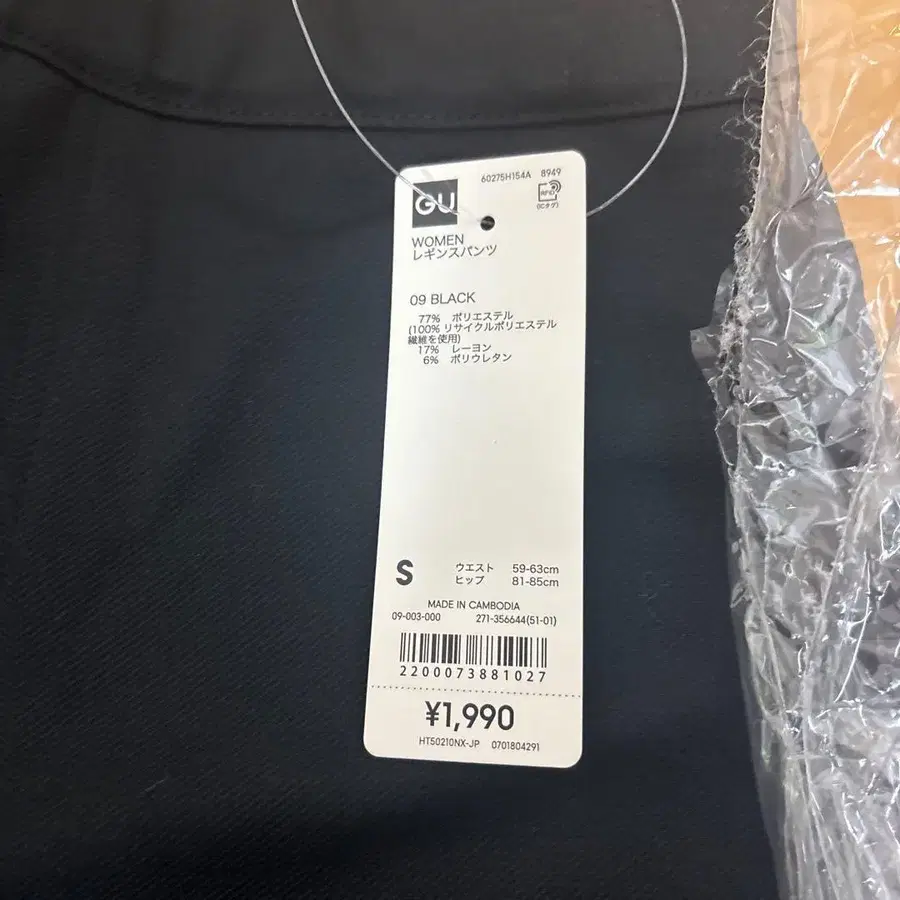 60275H154A 8949
GU
RFID
(ICタグ)
WOMEN
レギンスパンツ
09 BLACK
77% ポリエステル
(100% リサイクルポリエステル
繊維を使用)
17% レーヨン
6% ポリウレタン
S
ウエスト 59-63cm
ヒップ 81-85cm
MADE IN CAMBODIA
09-003-000 271-356644(51-01)
2200073881027
¥1,990
HT50210NX-JP 0701804291